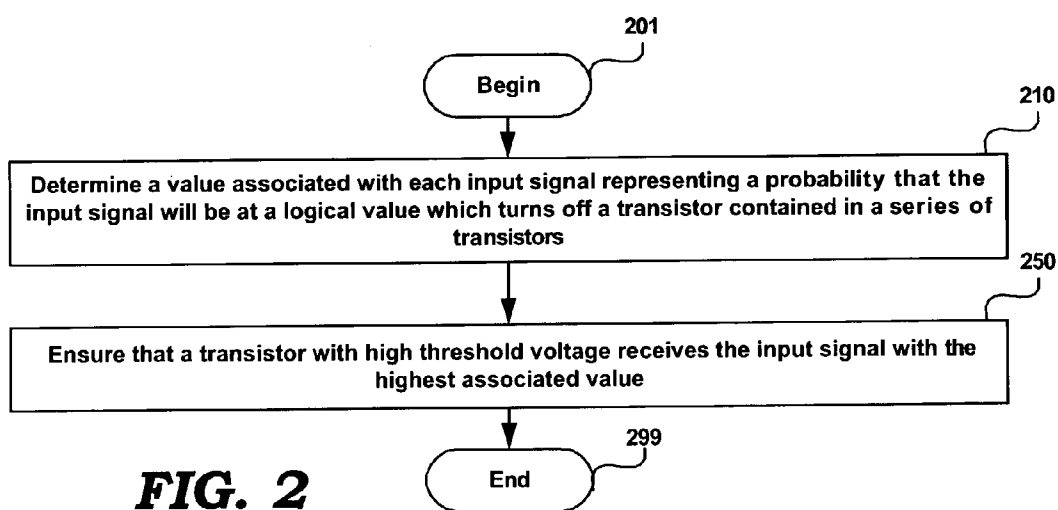 201
Begin
210
Determine a value associated with each input signal representing a probability that the
input signal will be at a logical value which turns off a transistor contained in a series of
transistors
250
Ensure that a transistor with high threshold voltage receives the input signal with the
highest associated value
299
End
FIG. 2